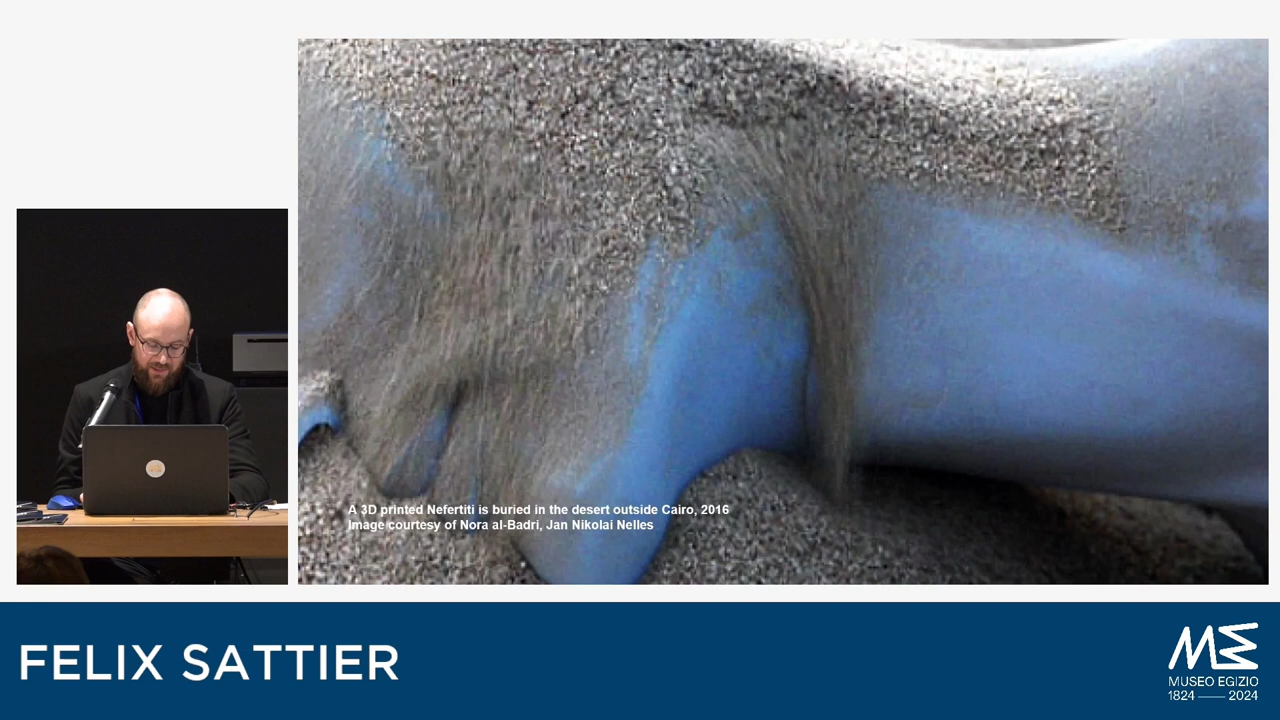 A 3D printed Nefertiti is buried in the desert outside Cairo, 2016
Image courtesy of Nora al-Badri, Jan Nikolai Nelles
FELIX SATTIER
ME
MUSEO EGIZIO
1824 — 2024